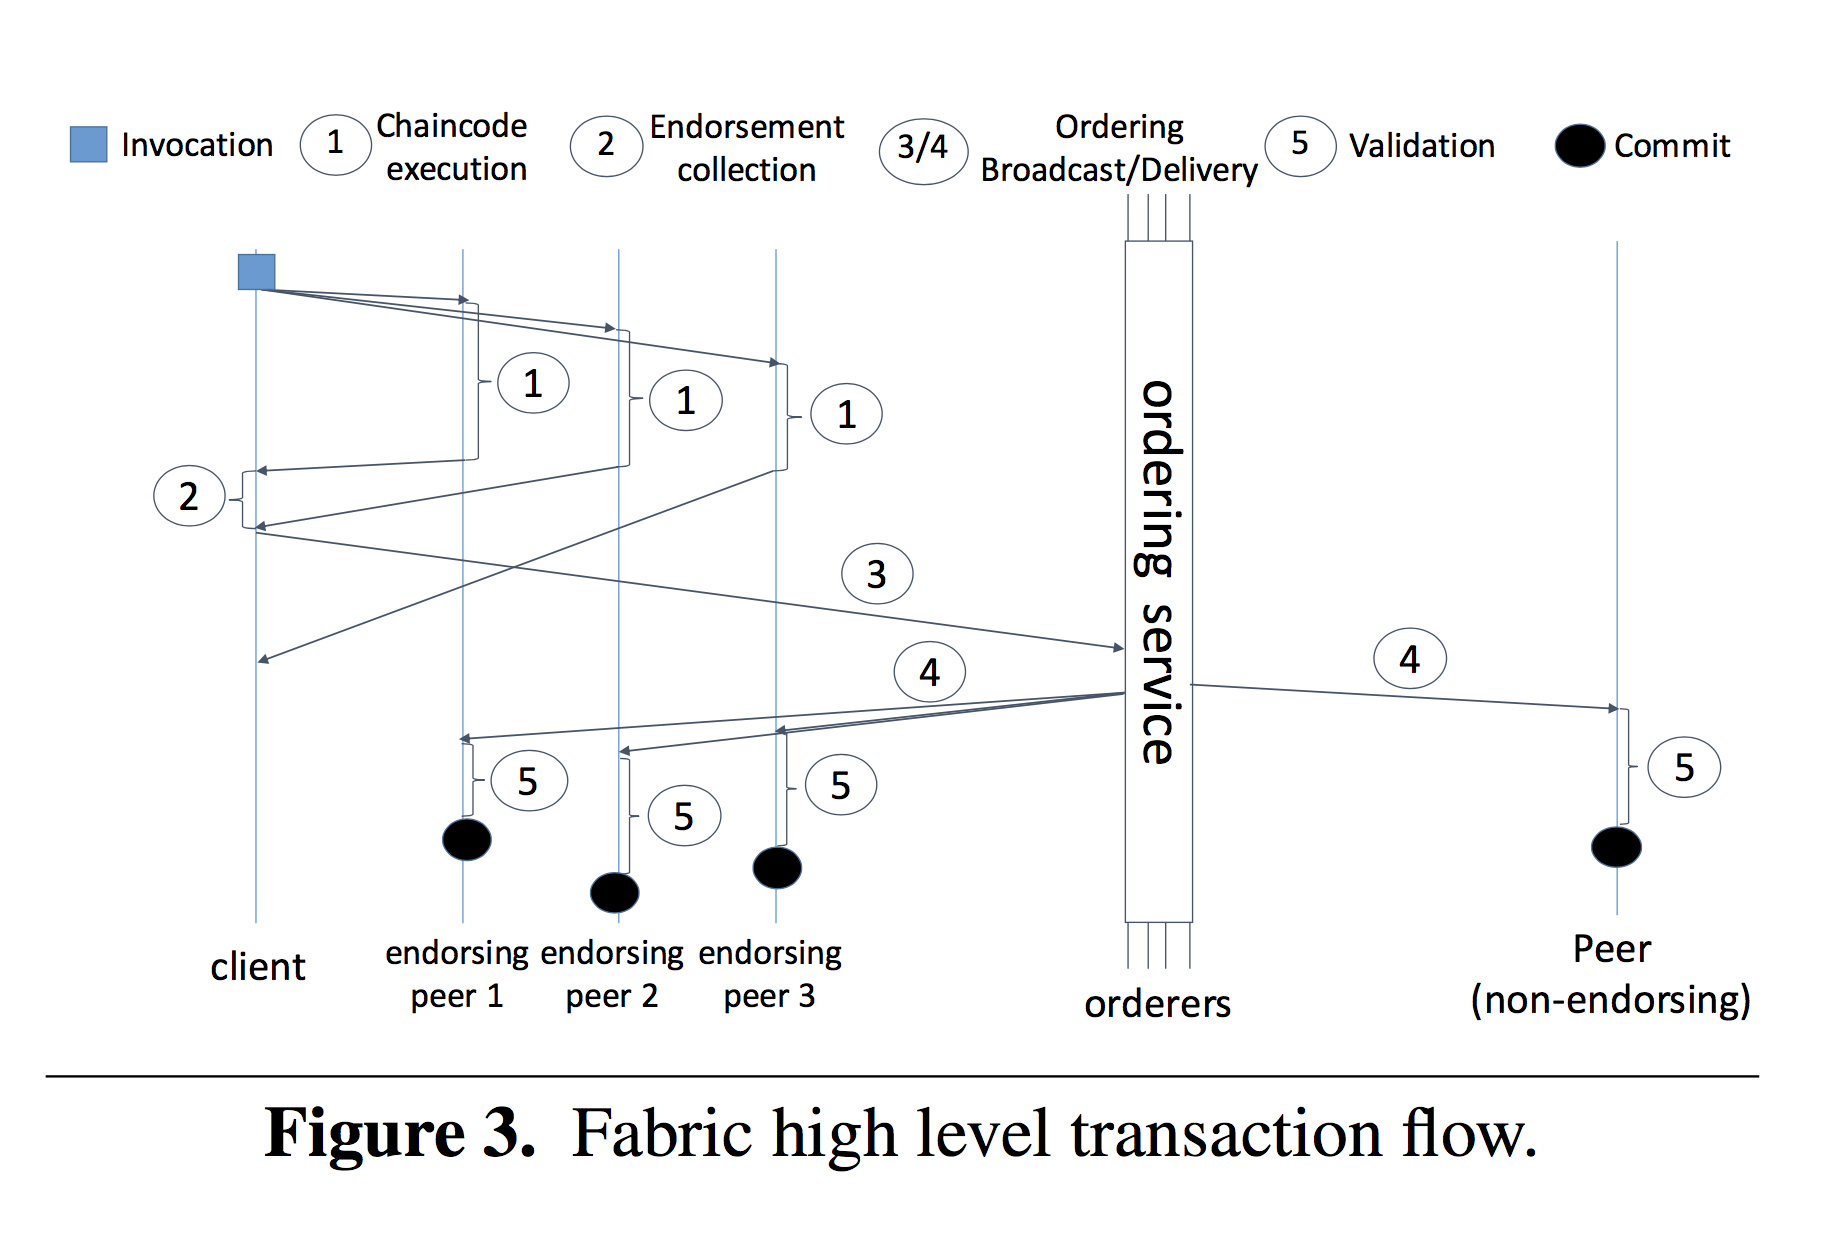 Invocation
1
Chaincode
execution
2
Endorsement
collection
3/4
Ordering
Broadcast/Delivery
5
Validation
Commit
1
1
1
2
3
4
4
5
5
5
5
ordering service
client
endorsing
peer 1
endorsing
peer 2
endorsing
peer 3
orderers
Peer
(non-endorsing)
Figure 3. Fabric high level transaction flow.